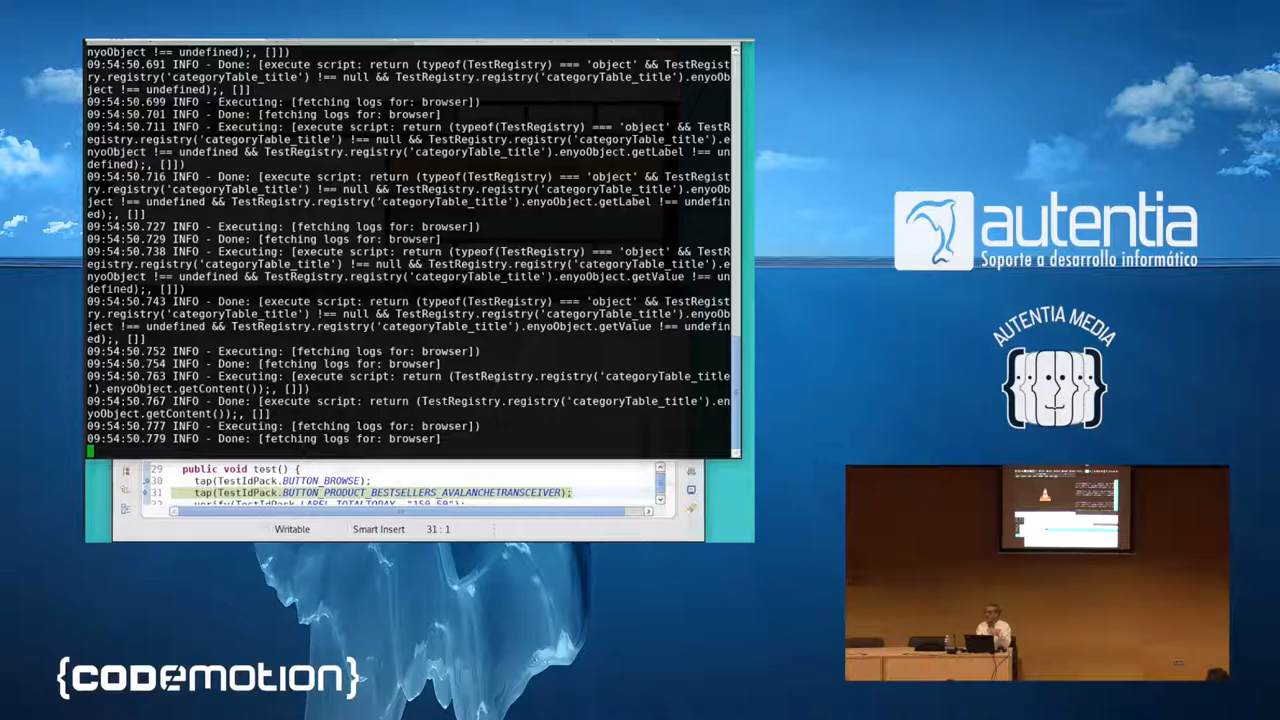 nyoObject !== undefined);, []])
09:54:50.691 INFO - Done: [execute script: return (typeof(TestRegistry) === 'object' && TestRegist
ry.registry('categoryTable_title') !== null && TestRegistry.registry('categoryTable_title').enyoOb
ject !== undefined);, []]
09:54:50.699 INFO - Executing: [fetching logs for: browser])
09:54:50.701 INFO - Done: [fetching logs for: browser]
09:54:50.711 INFO - Executing: [execute script: return (typeof(TestRegistry) === 'object' && TestR
egistry.registry('categoryTable_title') !== null && TestRegistry.registry('categoryTable_title').e
nyoObject !== undefined && TestRegistry.registry('categoryTable_title').enyoObject.getLabel !== un
defined);, []])
09:54:50.716 INFO - Done: [execute script: return (typeof(TestRegistry) === 'object' && TestRegist
ry.registry('categoryTable_title') !== null && TestRegistry.registry('categoryTable_title').enyoOb
ject !== undefined && TestRegistry.registry('categoryTable_title').enyoObject.getLabel !== undefin
ed);, []]
09:54:50.727 INFO - Executing: [fetching logs for: browser])
09:54:50.729 INFO - Done: [fetching logs for: browser]
09:54:50.738 INFO - Executing: [execute script: return (typeof(TestRegistry) === 'object' && TestR
egistry.registry('categoryTable_title') !== null && TestRegistry.registry('categoryTable_title').e
nyoObject !== undefined && TestRegistry.registry('categoryTable_title').enyoObject.getValue !== un
defined);, []])
09:54:50.743 INFO - Done: [execute script: return (typeof(TestRegistry) === 'object' && TestRegist
ry.registry('categoryTable_title') !== null && TestRegistry.registry('categoryTable_title').enyoOb
ject !== undefined && TestRegistry.registry('categoryTable_title').enyoObject.getValue !== undefin
ed);, []]
09:54:50.752 INFO - Executing: [fetching logs for: browser])
09:54:50.754 INFO - Done: [fetching logs for: browser]
09:54:50.763 INFO - Executing: [execute script: return (TestRegistry.registry('categoryTable_title
').enyoObject.getContent());, []])
09:54:50.767 INFO - Done: [execute script: return (TestRegistry.registry('categoryTable_title').en
yoObject.getContent());, []]
09:54:50.777 INFO - Executing: [fetching logs for: browser])
09:54:50.779 INFO - Done: [fetching logs for: browser]
29 public void test() {
30 tap(TestIdPack.BUTTON_BROWSE);
31 tap(TestIdPack.BUTTON_PRODUCT_BESTSELLERS_AVALANCHETRANSCEIVER);
32 verify(TestIdPack.LABEL_TOTALTODAY, "150.50");
Writable Smart Insert 31 : 1
autentia
Soporte a desarrollo informático
AUTENTIA MEDIA
{CODEMOTION}